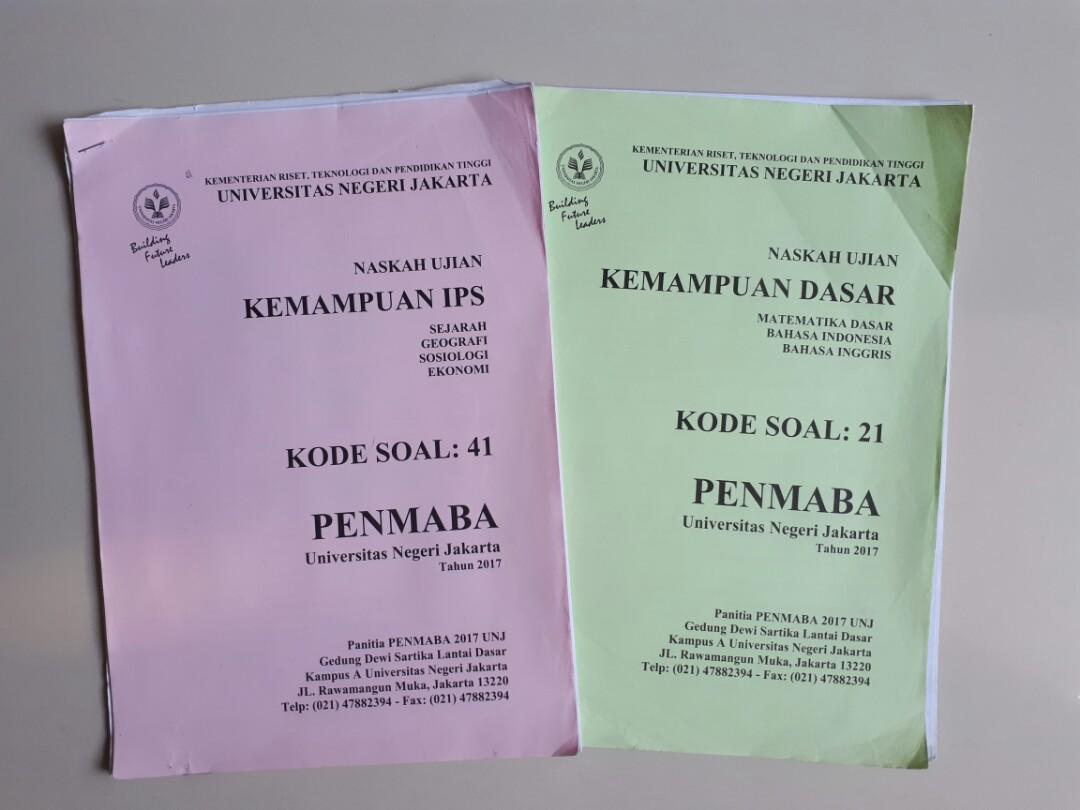 KEMENTERIAN RISET, TEKNOLOGI DAN PENDIDIKAN TINGGI
UNIVERSITAS NEGERI JAKARTA
Building
Future
Leaders
NASKAH UJIAN
KEMAMPUAN IPS
SEJARAH
GEOGRAFI
SOSIOLOGI
EKONOMI
KODE SOAL: 41
PENMABA
Universitas Negeri Jakarta
Tahun 2017
Panitia PENMABA 2017 UNJ
Gedung Dewi Sartika Lantai Dasar
Kampus A Universitas Negeri Jakarta
JL. Rawamangun Muka, Jakarta 13220
Telp: (021) 47882394 - Fax: (021) 47882394
KEMENTERIAN RISET, TEKNOLOGI DAN PENDIDIKAN TINGGI
UNIVERSITAS NEGERI JAKARTA
Building
Future
Leaders
NASKAH UJIAN
KEMAMPUAN DASAR
MATEMATIKA DASAR
BAHASA INDONESIA
BAHASA INGGRIS
KODE SOAL: 21
PENMABA
Universitas Negeri Jakarta
Tahun 2017
Panitia PENMABA 2017 UNJ
Gedung Dewi Sartika Lantai Dasar
Kampus A Universitas Negeri Jakarta
JL. Rawamangun Muka, Jakarta 13220
Telp: (021) 47882394 - Fax: (021) 47882394